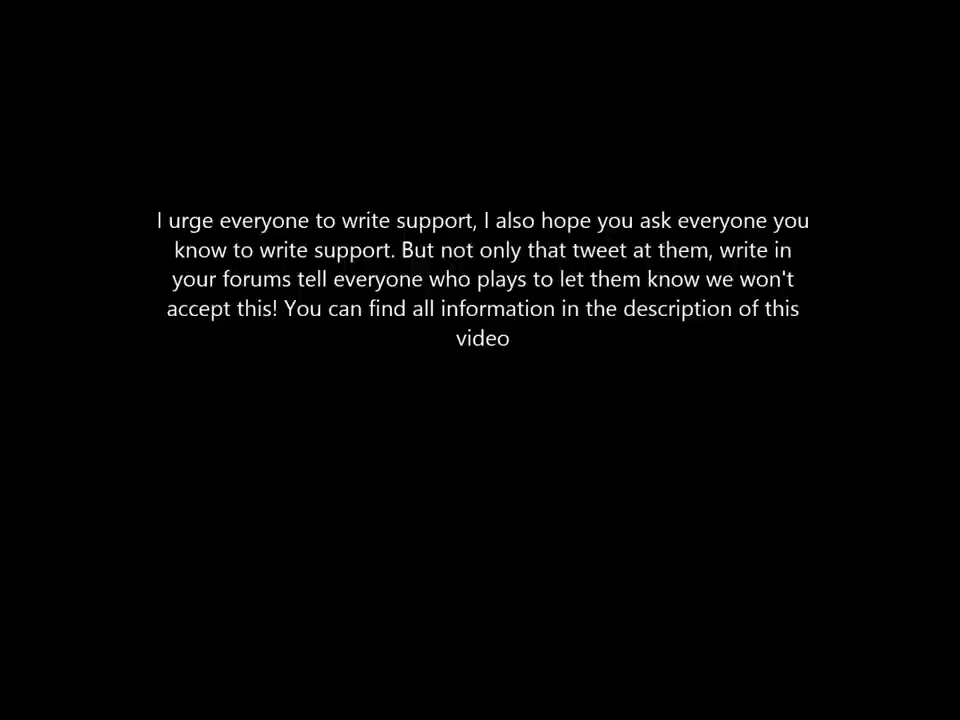 I urge everyone to write support, I also hope you ask everyone you
know to write support. But not only that tweet at them, write in
your forums tell everyone who plays to let them know we won't
accept this! You can find all information in the description of this
video